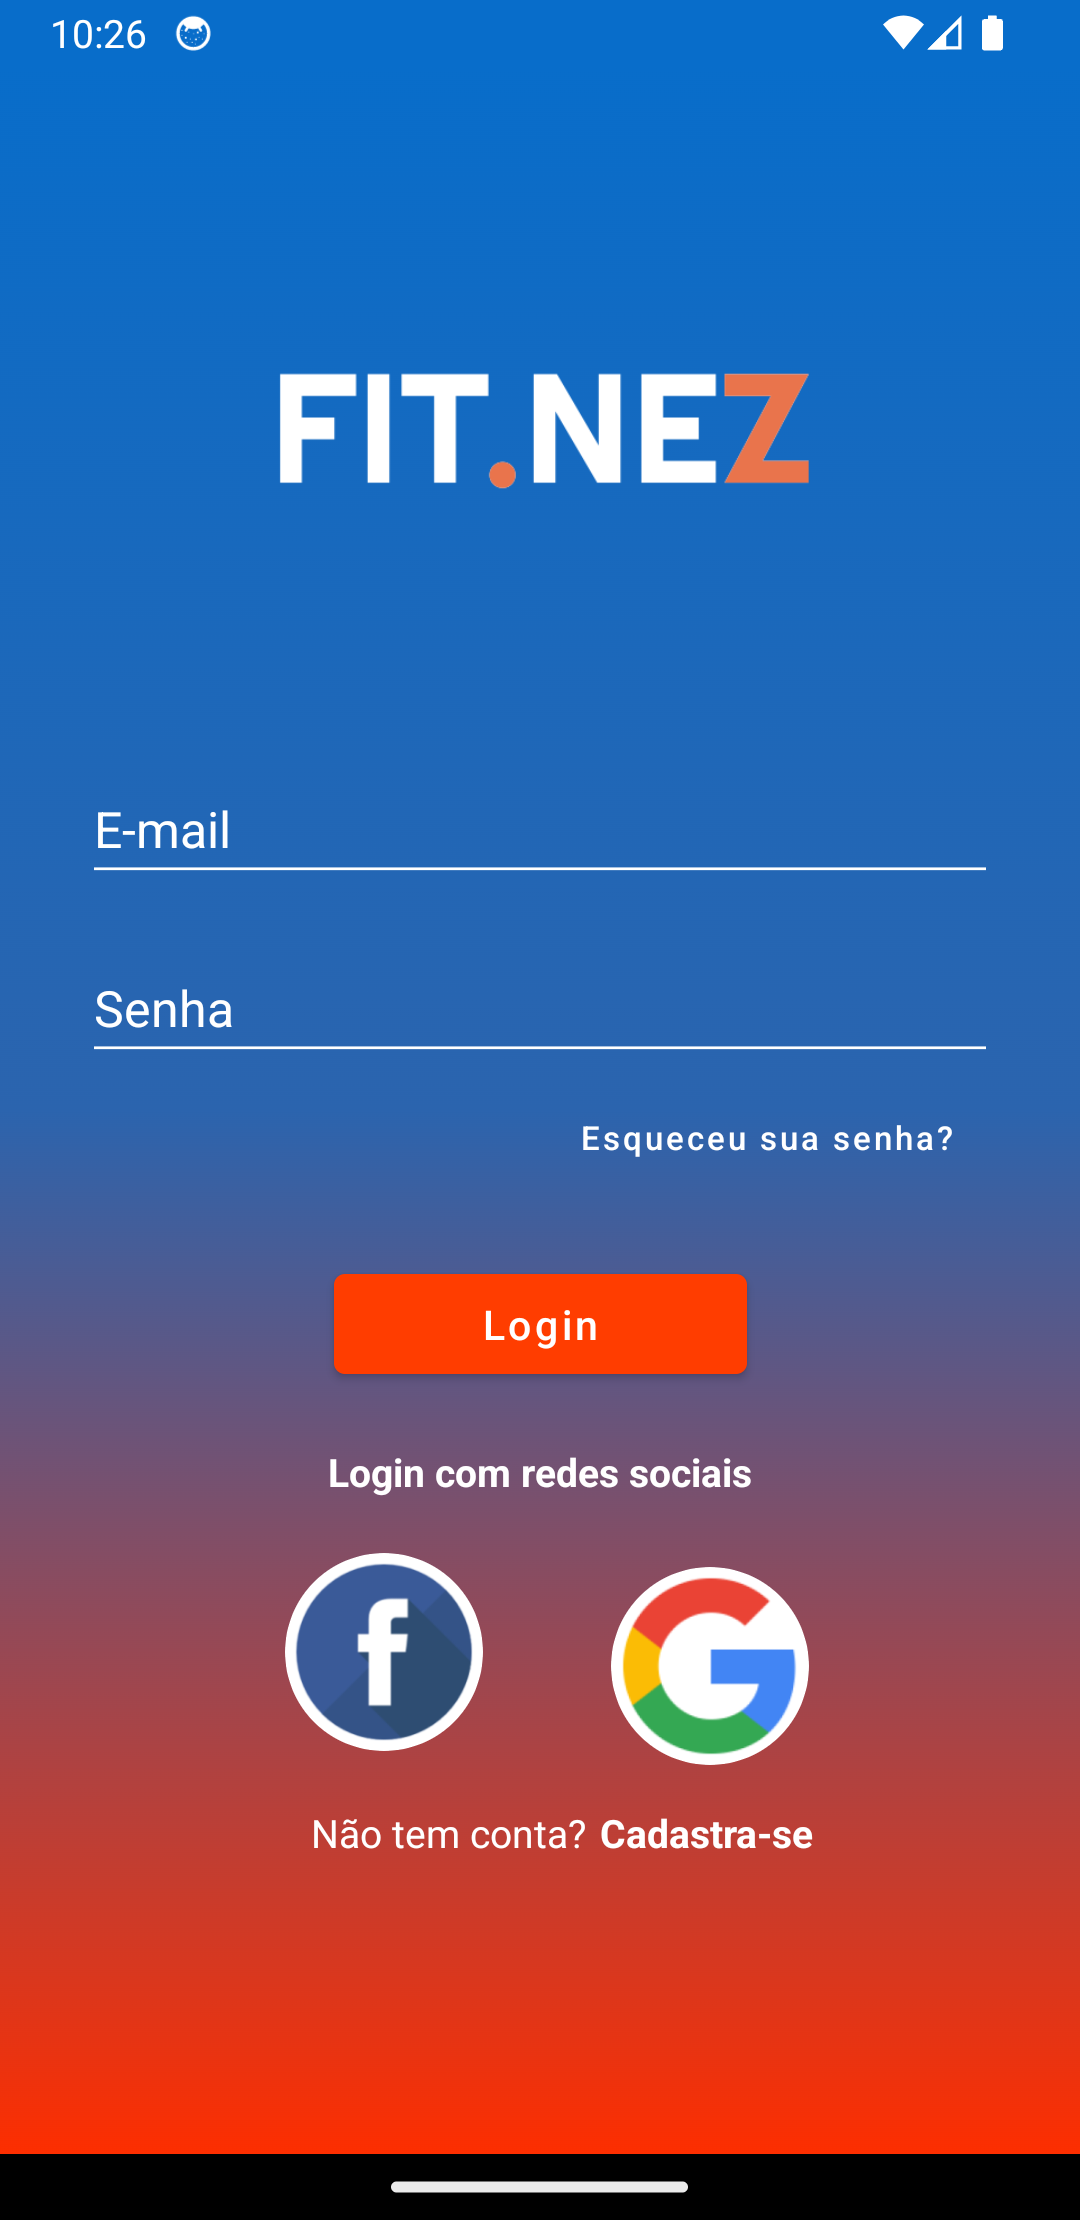 10:26
FIT.NEZ
E-mail
Senha
Esqueceu sua senha?
Login
Login com redes sociais
Não tem conta? Cadastra-se